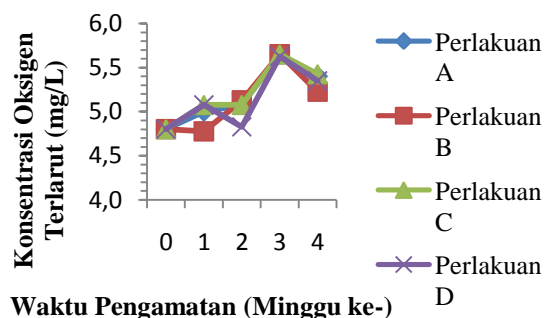 Konsentrasi Oksigen
Terlarut (mg/L)
6,0
5,5
5,0
4,5
4,0
0 1 2 3 4
Waktu Pengamatan (Minggu ke-)
Perlakuan
A
Perlakuan
B
Perlakuan
C
Perlakuan
D